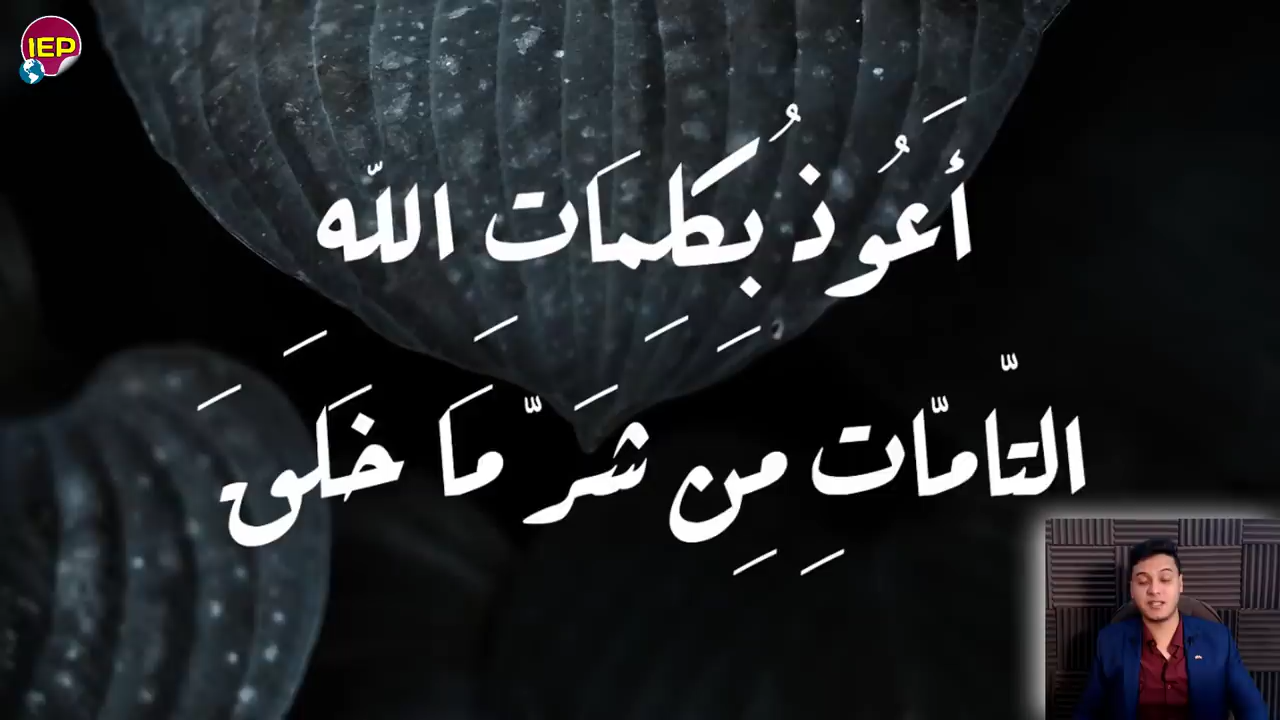 IEP
أَعُوذُ بِكَلِمَاتِ اللّه
التّامّاتِ مِن شَرّ مَا خَلَقَ